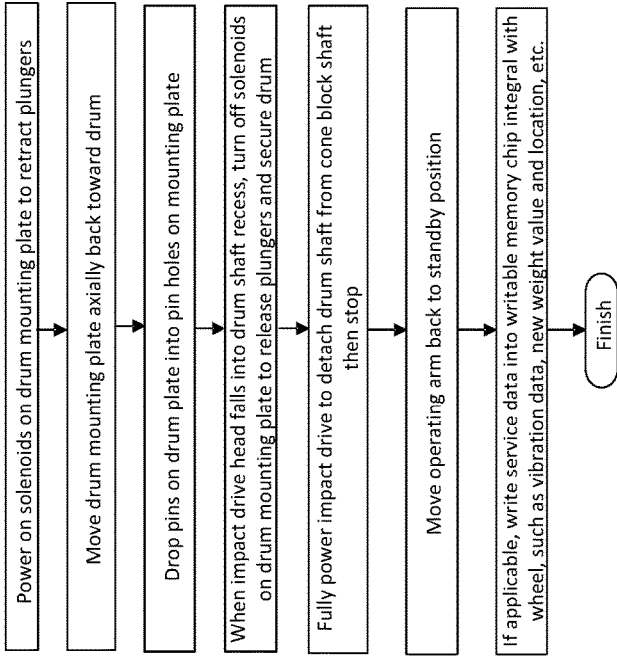 Power on solenoids on drum mounting plate to retract plungers
Move drum mounting plate axially back toward drum
Drop pins on drum plate into pin holes on mounting plate
When impact drive head falls into drum shaft recess, turn off solenoids
on drum mounting plate to release plungers and secure drum
Fully power impact drive to detach drum shaft from cone block shaft
then stop
Move operating arm back to standby position
If applicable, write service data into writable memory chip integral with
wheel, such as vibration data, new weight value and location, etc.
Finish